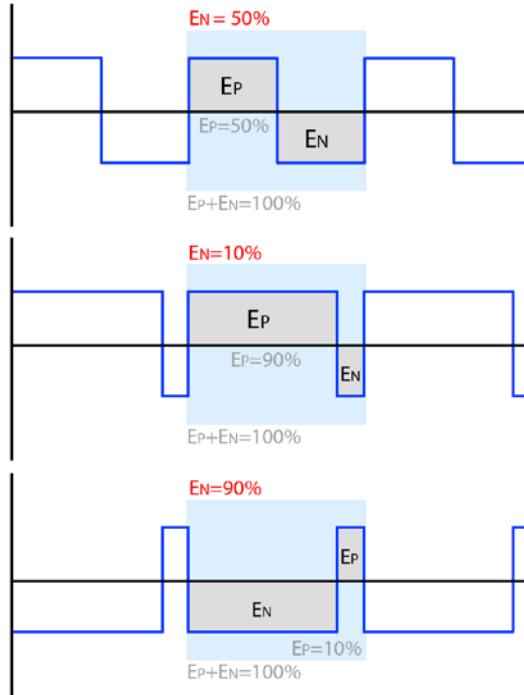 EN = 50%
EP
EP=50%
EN
EP+EN=100%
EN=10%
EP
EP=90%
EN
EP+EN=100%
EN=90%
EP
EN
EP=10%
EP+EN=100%